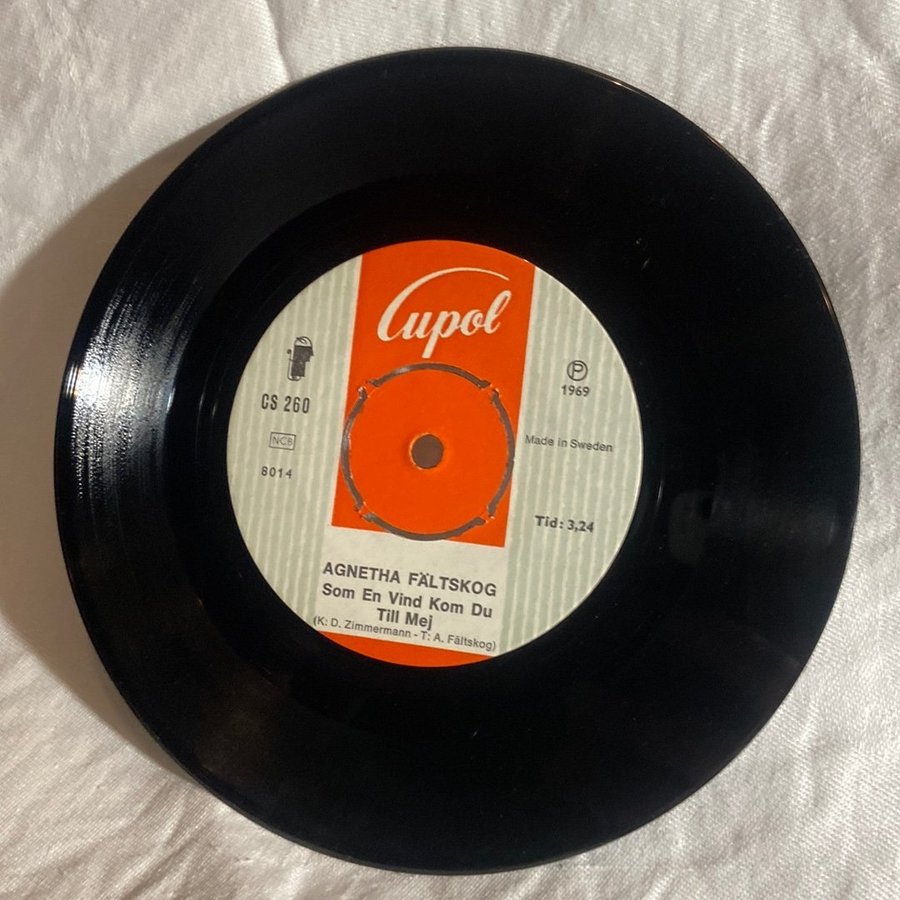 Cupol
CS 260
NCB
8014
℗
1969
Made in Sweden
Tid: 3,24
AGNETHA FÄLTSKOG
Som En Vind Kom Du
Till Mej
(K: D. Zimmermann - T: A. Fältskog)